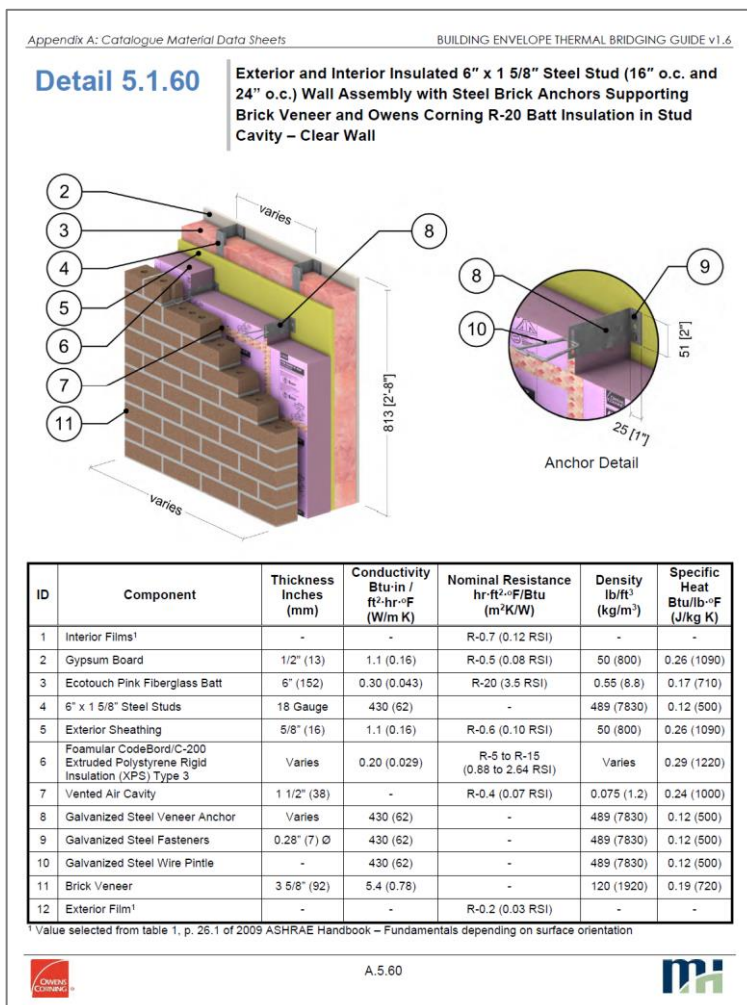 Appendix A: Catalogue Material Data Sheets
BUILDING ENVELOPE THERMAL BRIDGING GUIDE v1.6
Detail 5.1.60
Exterior and Interior Insulated 6″ x 1 5/8″ Steel Stud (16″ o.c. and
24" o.c.) Wall Assembly with Steel Brick Anchors Supporting
Brick Veneer and Owens Corning R-20 Batt Insulation in Stud
Cavity – Clear Wall
2
3
4
5
6
7
11
varies
8
813 [2'-8"]
varies
8
9
10
51 [2"]
25 [1"]
Anchor Detail
ID Component Thickness Inches (mm) Conductivity Btu·in / ft²·hr·ºF (W/m K) Nominal Resistance hr·ft²·ºF/Btu (m²K/W) Density lb/ft³ (kg/m³) Specific Heat Btu/lb·ºF (J/kg K)
1 Interior Films¹ - - R-0.7 (0.12 RSI) - -
2 Gypsum Board 1/2" (13) 1.1 (0.16) R-0.5 (0.08 RSI) 50 (800) 0.26 (1090)
3 Ecotouch Pink Fiberglass Batt 6" (152) 0.30 (0.043) R-20 (3.5 RSI) 0.55 (8.8) 0.17 (710)
4 6" x 1 5/8" Steel Studs 18 Gauge 430 (62) - 489 (7830) 0.12 (500)
5 Exterior Sheathing 5/8" (16) 1.1 (0.16) R-0.6 (0.10 RSI) 50 (800) 0.26 (1090)
6 Foamular CodeBord/C-200 Extruded Polystyrene Rigid Insulation (XPS) Type 3 Varies 0.20 (0.029) R-5 to R-15 (0.88 to 2.64 RSI) Varies 0.29 (1220)
7 Vented Air Cavity 1 1/2" (38) - R-0.4 (0.07 RSI) 0.075 (1.2) 0.24 (1000)
8 Galvanized Steel Veneer Anchor Varies 430 (62) - 489 (7830) 0.12 (500)
9 Galvanized Steel Fasteners 0.28" (7) Ø 430 (62) - 489 (7830) 0.12 (500)
10 Galvanized Steel Wire Pintle - 430 (62) - 489 (7830) 0.12 (500)
11 Brick Veneer 3 5/8" (92) 5.4 (0.78) - 120 (1920) 0.19 (720)
12 Exterior Film¹ - - R-0.2 (0.03 RSI) - -
¹ Value selected from table 1, p. 26.1 of 2009 ASHRAE Handbook – Fundamentals depending on surface orientation
OWENS
CORNING
A.5.60